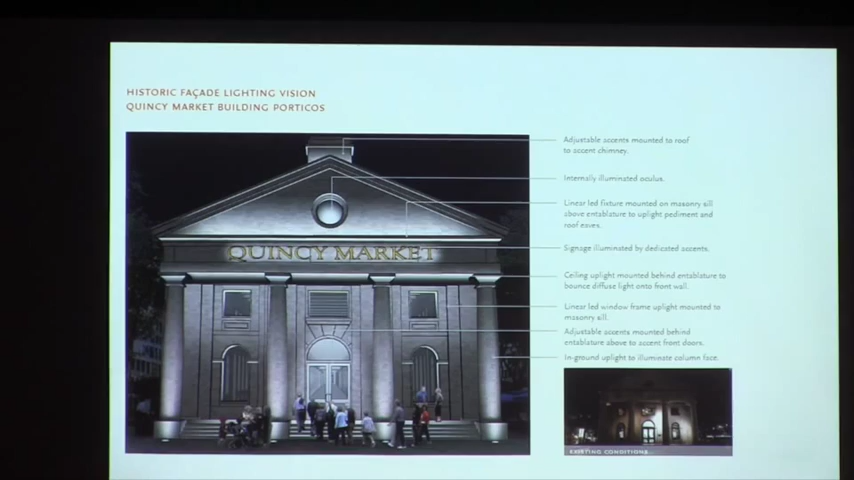 HISTORIC FAÇADE LIGHTING VISION
QUINCY MARKET BUILDING PORTICOS
Adjustable accents mounted to roof
to accent chimney.
Internally illuminated oculus.
Linear led fixture mounted on masonry sill
above entablature to uplight pediment and
roof eaves.
QUINCY MARKET
Signage illuminated by dedicated accents.
Ceiling uplight mounted behind entablature to
bounce diffuse light onto front wall.
Linear led window frame uplight mounted to
masonry sill.
Adjustable accents mounted behind
entablature above to accent front doors.
In-ground uplight to illuminate column face.
EXISTING CONDITIONS